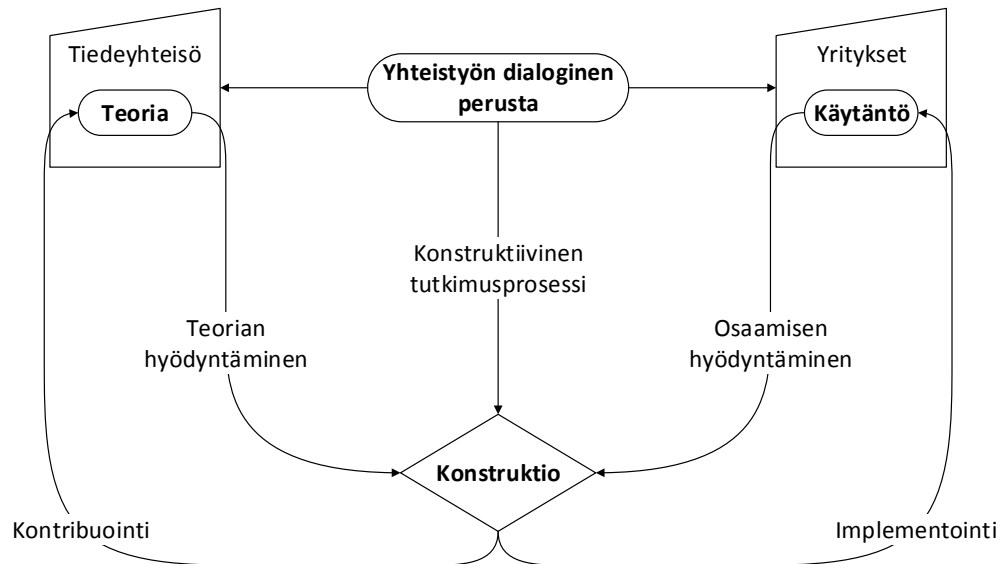 Tiedeyhteisö
Teoria
Yhteistyön dialoginen
perusta
Yritykset
Käytäntö
Konstruktiivinen
tutkimusprosessi
Teorian
hyödyntäminen
Osaamisen
hyödyntäminen
Konstruktio
Kontribuointi
Implementointi